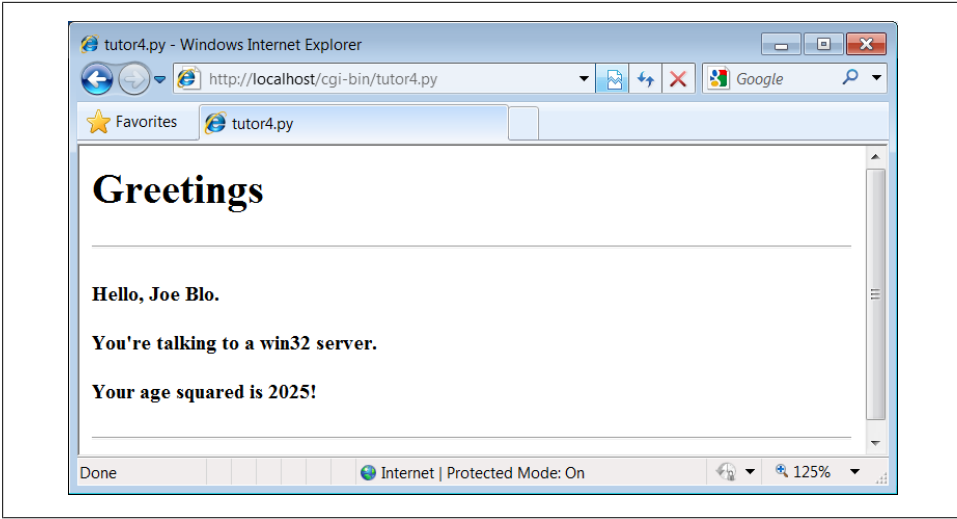 tutor4.py - Windows Internet Explorer
http://localhost/cgi-bin/tutor4.py
Google
Favorites
tutor4.py
Greetings
Hello, Joe Blo.
You're talking to a win32 server.
Your age squared is 2025!
Done
Internet | Protected Mode: On
125%